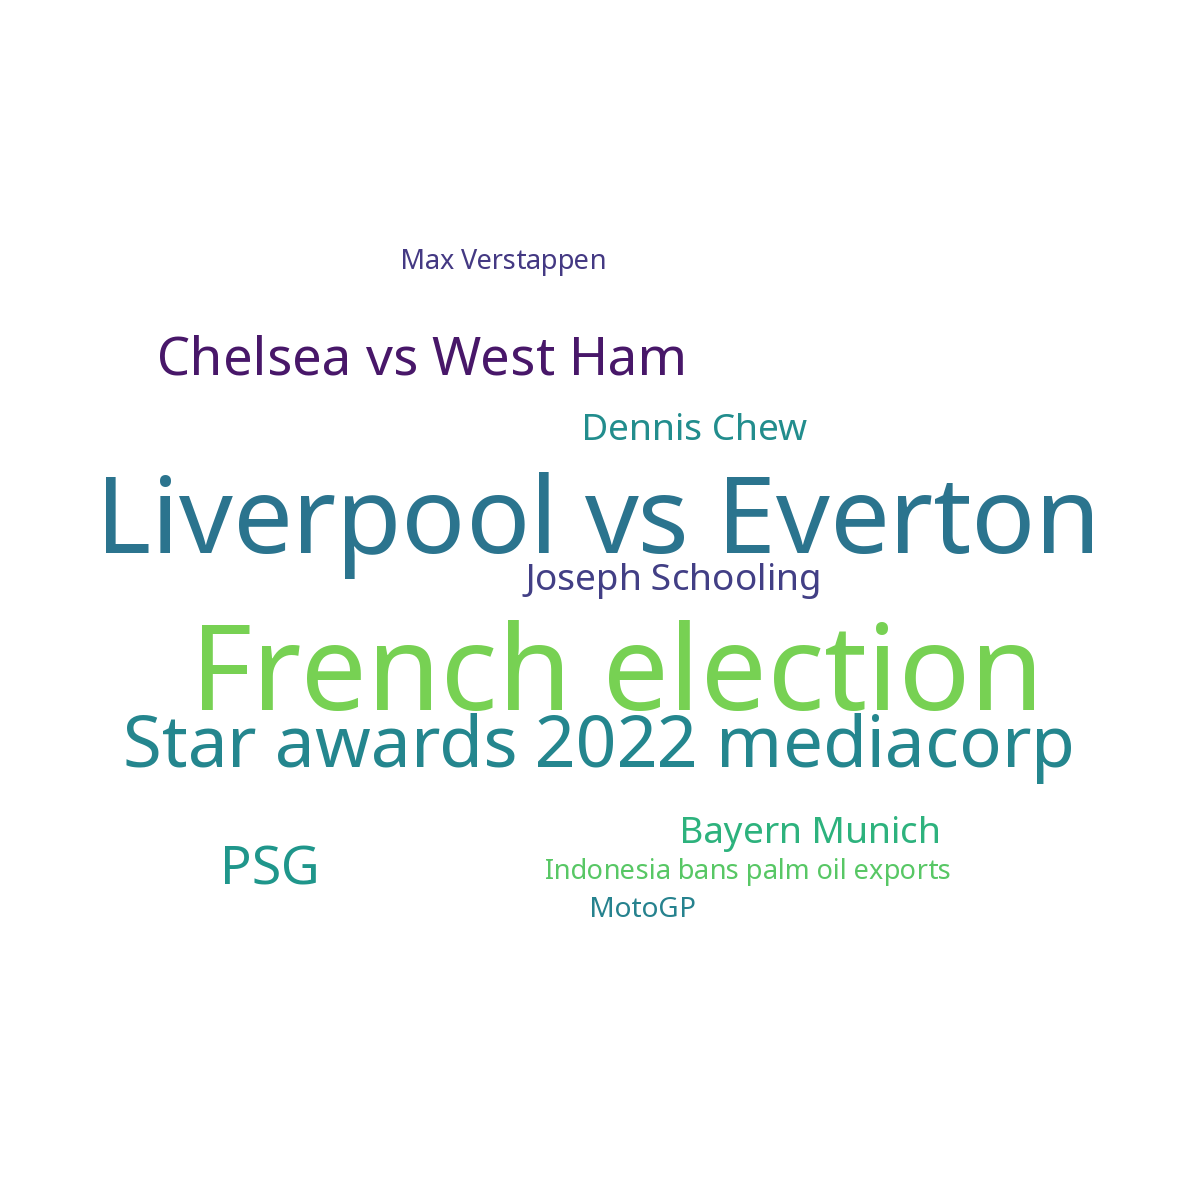 Max Verstappen
Chelsea vs West Ham
Dennis Chew
Liverpool vs Everton
Joseph Schooling
French election
Star awards 2022 mediacorp
Bayern Munich
PSG
Indonesia bans palm oil exports
MotoGP